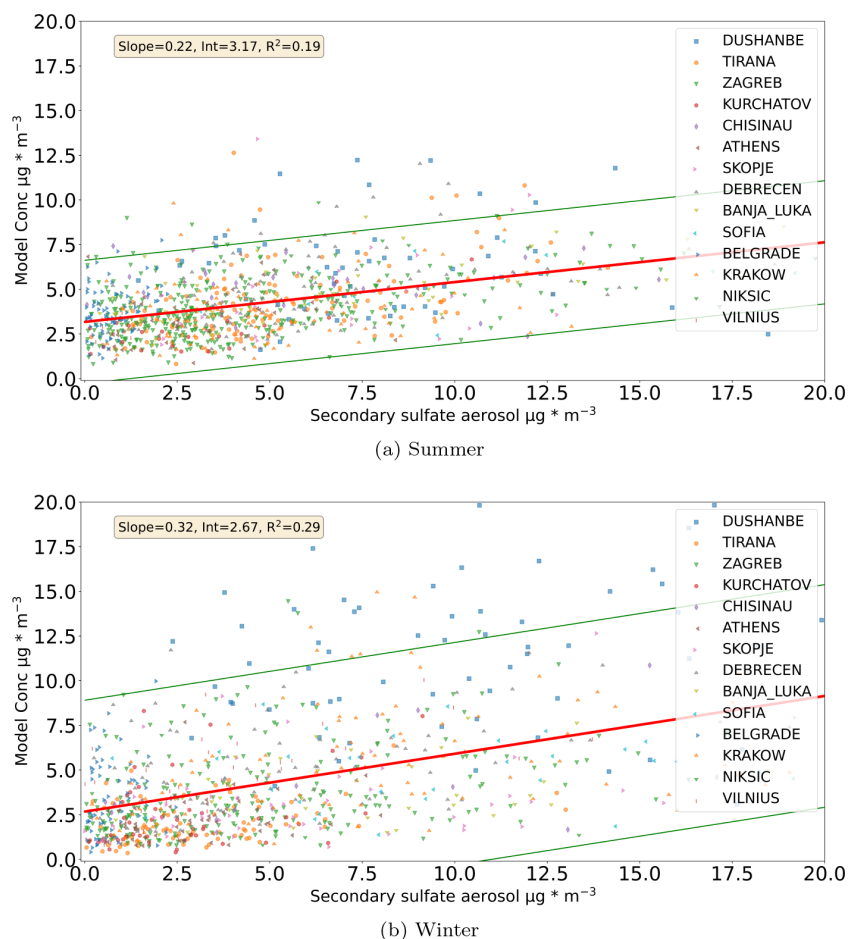 20.0
17.5
15.0
12.5
10.0
7.5
5.0
2.5
0.0
Model Conc μg * m⁻³
Slope=0.22, Int=3.17, R²=0.19
DUSHANBE
TIRANA
ZAGREB
KURCHATOV
CHISINAU
ATHENS
SKOPJE
DEBRECEN
BANJA_LUKA
SOFIA
BELGRADE
KRAKOW
NIKSIC
VILNIUS
0.0 2.5 5.0 7.5 10.0 12.5 15.0 17.5 20.0
Secondary sulfate aerosol μg * m⁻³
(a) Summer
20.0
17.5
15.0
12.5
10.0
7.5
5.0
2.5
0.0
Model Conc μg * m⁻³
Slope=0.32, Int=2.67, R²=0.29
DUSHANBE
TIRANA
ZAGREB
KURCHATOV
CHISINAU
ATHENS
SKOPJE
DEBRECEN
BANJA_LUKA
SOFIA
BELGRADE
KRAKOW
NIKSIC
VILNIUS
0.0 2.5 5.0 7.5 10.0 12.5 15.0 17.5 20.0
Secondary sulfate aerosol μg * m⁻³
(b) Winter